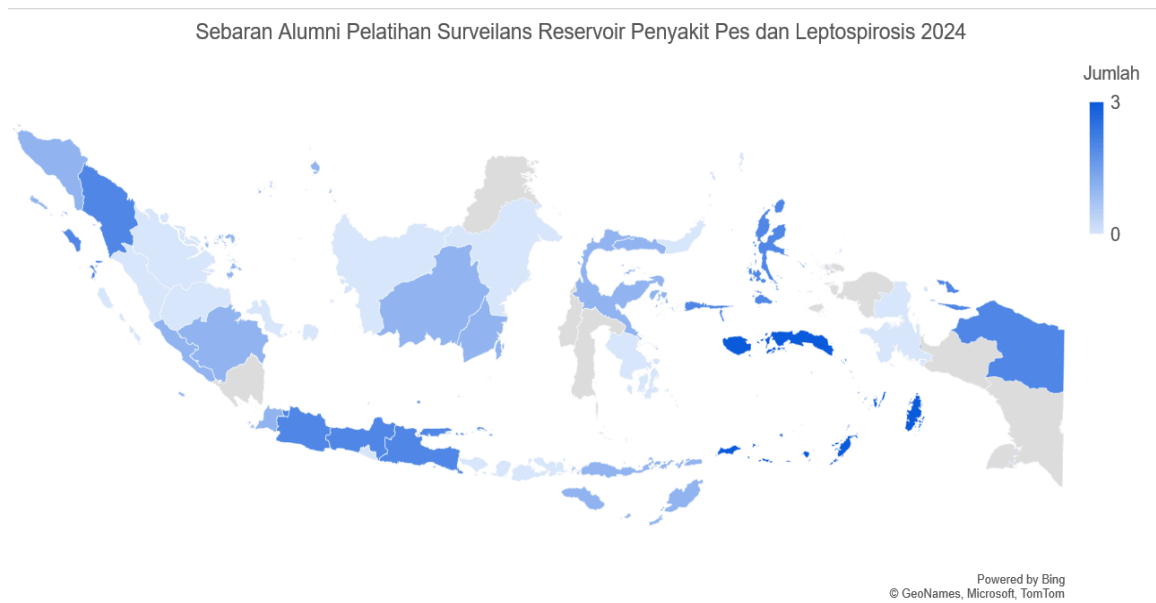 Sebaran Alumni Pelatihan Surveilans Reservoir Penyakit Pes dan Leptospirosis 2024
Jumlah
3
0
Powered by Bing
© GeoNames, Microsoft, TomTom